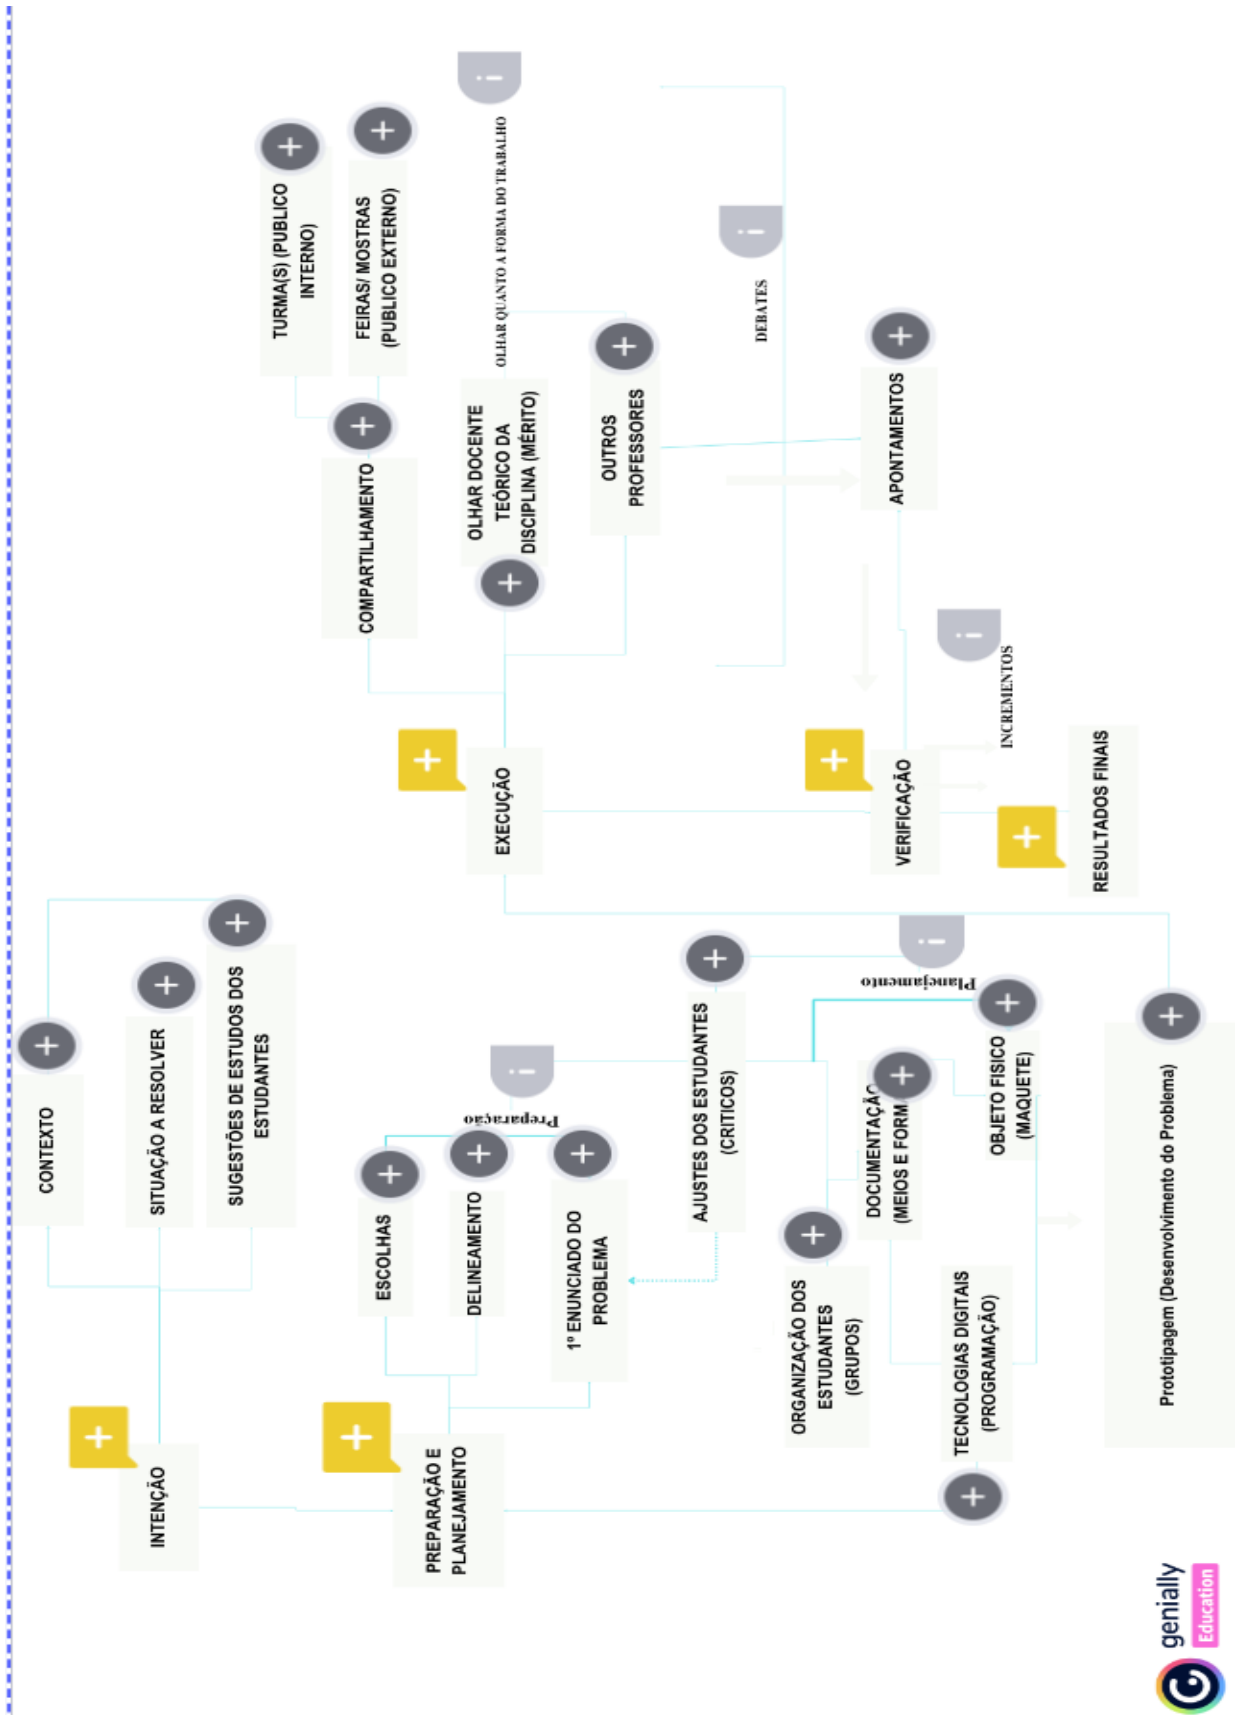 CONTEXTO
SITUAÇÃO A RESOLVER
SUGESTÕES DE ESTUDOS DOS
ESTUDANTES
INTENÇÃO
ESCOLHAS
DELINEAMENTO
1º ENUNCIADO DO
PROBLEMA
Preparação
PREPARAÇÃO E
PLANEJAMENTO
AJUSTES DOS ESTUDANTES
(CRITICOS)
Planejamento
ORGANIZAÇÃO DOS
ESTUDANTES
(GRUPOS)
DOCUMENTAÇÃO
(MEIOS E FORM
OBJETO FISICO
(MAQUETE)
TECNOLOGIAS DIGITAIS
(PROGRAMAÇÃO)
Prototipagem (Desenvolvimento do Problema)
TURMA(S) (PUBLICO
INTERNO)
FEIRAS/ MOSTRAS
(PUBLICO EXTERNO)
COMPARTILHAMENTO
OLHAR QUANTO A FORMA DO TRABALHO
OLHAR DOCENTE
TEÓRICO DA
DISCIPLINA (MÉRITO)
OUTROS
PROFESSORES
EXECUÇÃO
DEBATES
APONTAMENTOS
VERIFICAÇÃO
INCREMENTOS
RESULTADOS FINAIS
genially
Education